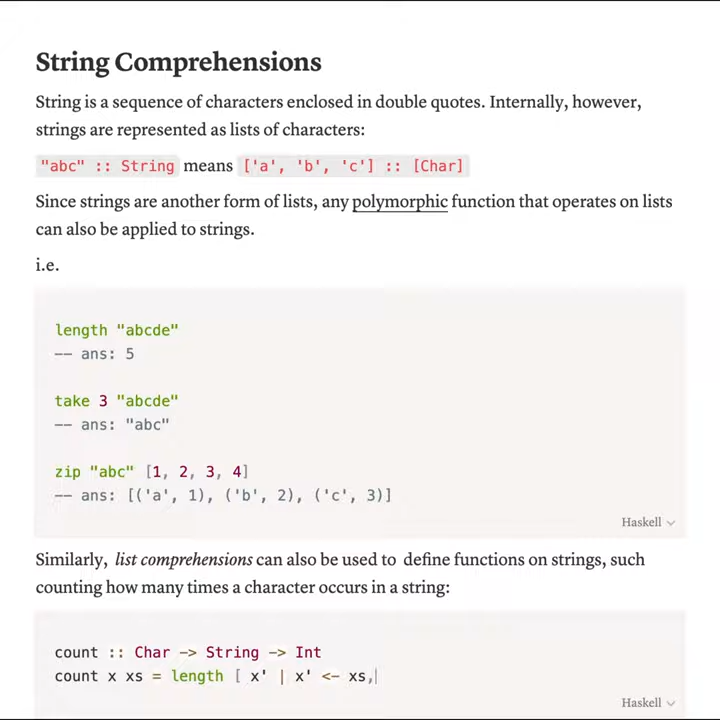 String Comprehensions
String is a sequence of characters enclosed in double quotes. Internally, however,
strings are represented as lists of characters:
"abc" :: String means ['a', 'b', 'c'] :: [Char]
Since strings are another form of lists, any polymorphic function that operates on lists
can also be applied to strings.
i.e.
length "abcde"
-- ans: 5
take 3 "abcde"
-- ans: "abc"
zip "abc" [1, 2, 3, 4]
-- ans: [('a', 1), ('b', 2), ('c', 3)]
Haskell
Similarly, list comprehensions can also be used to define functions on strings, such
counting how many times a character occurs in a string:
count :: Char -> String -> Int
count x xs = length [ x' | x' <- xs,
Haskell